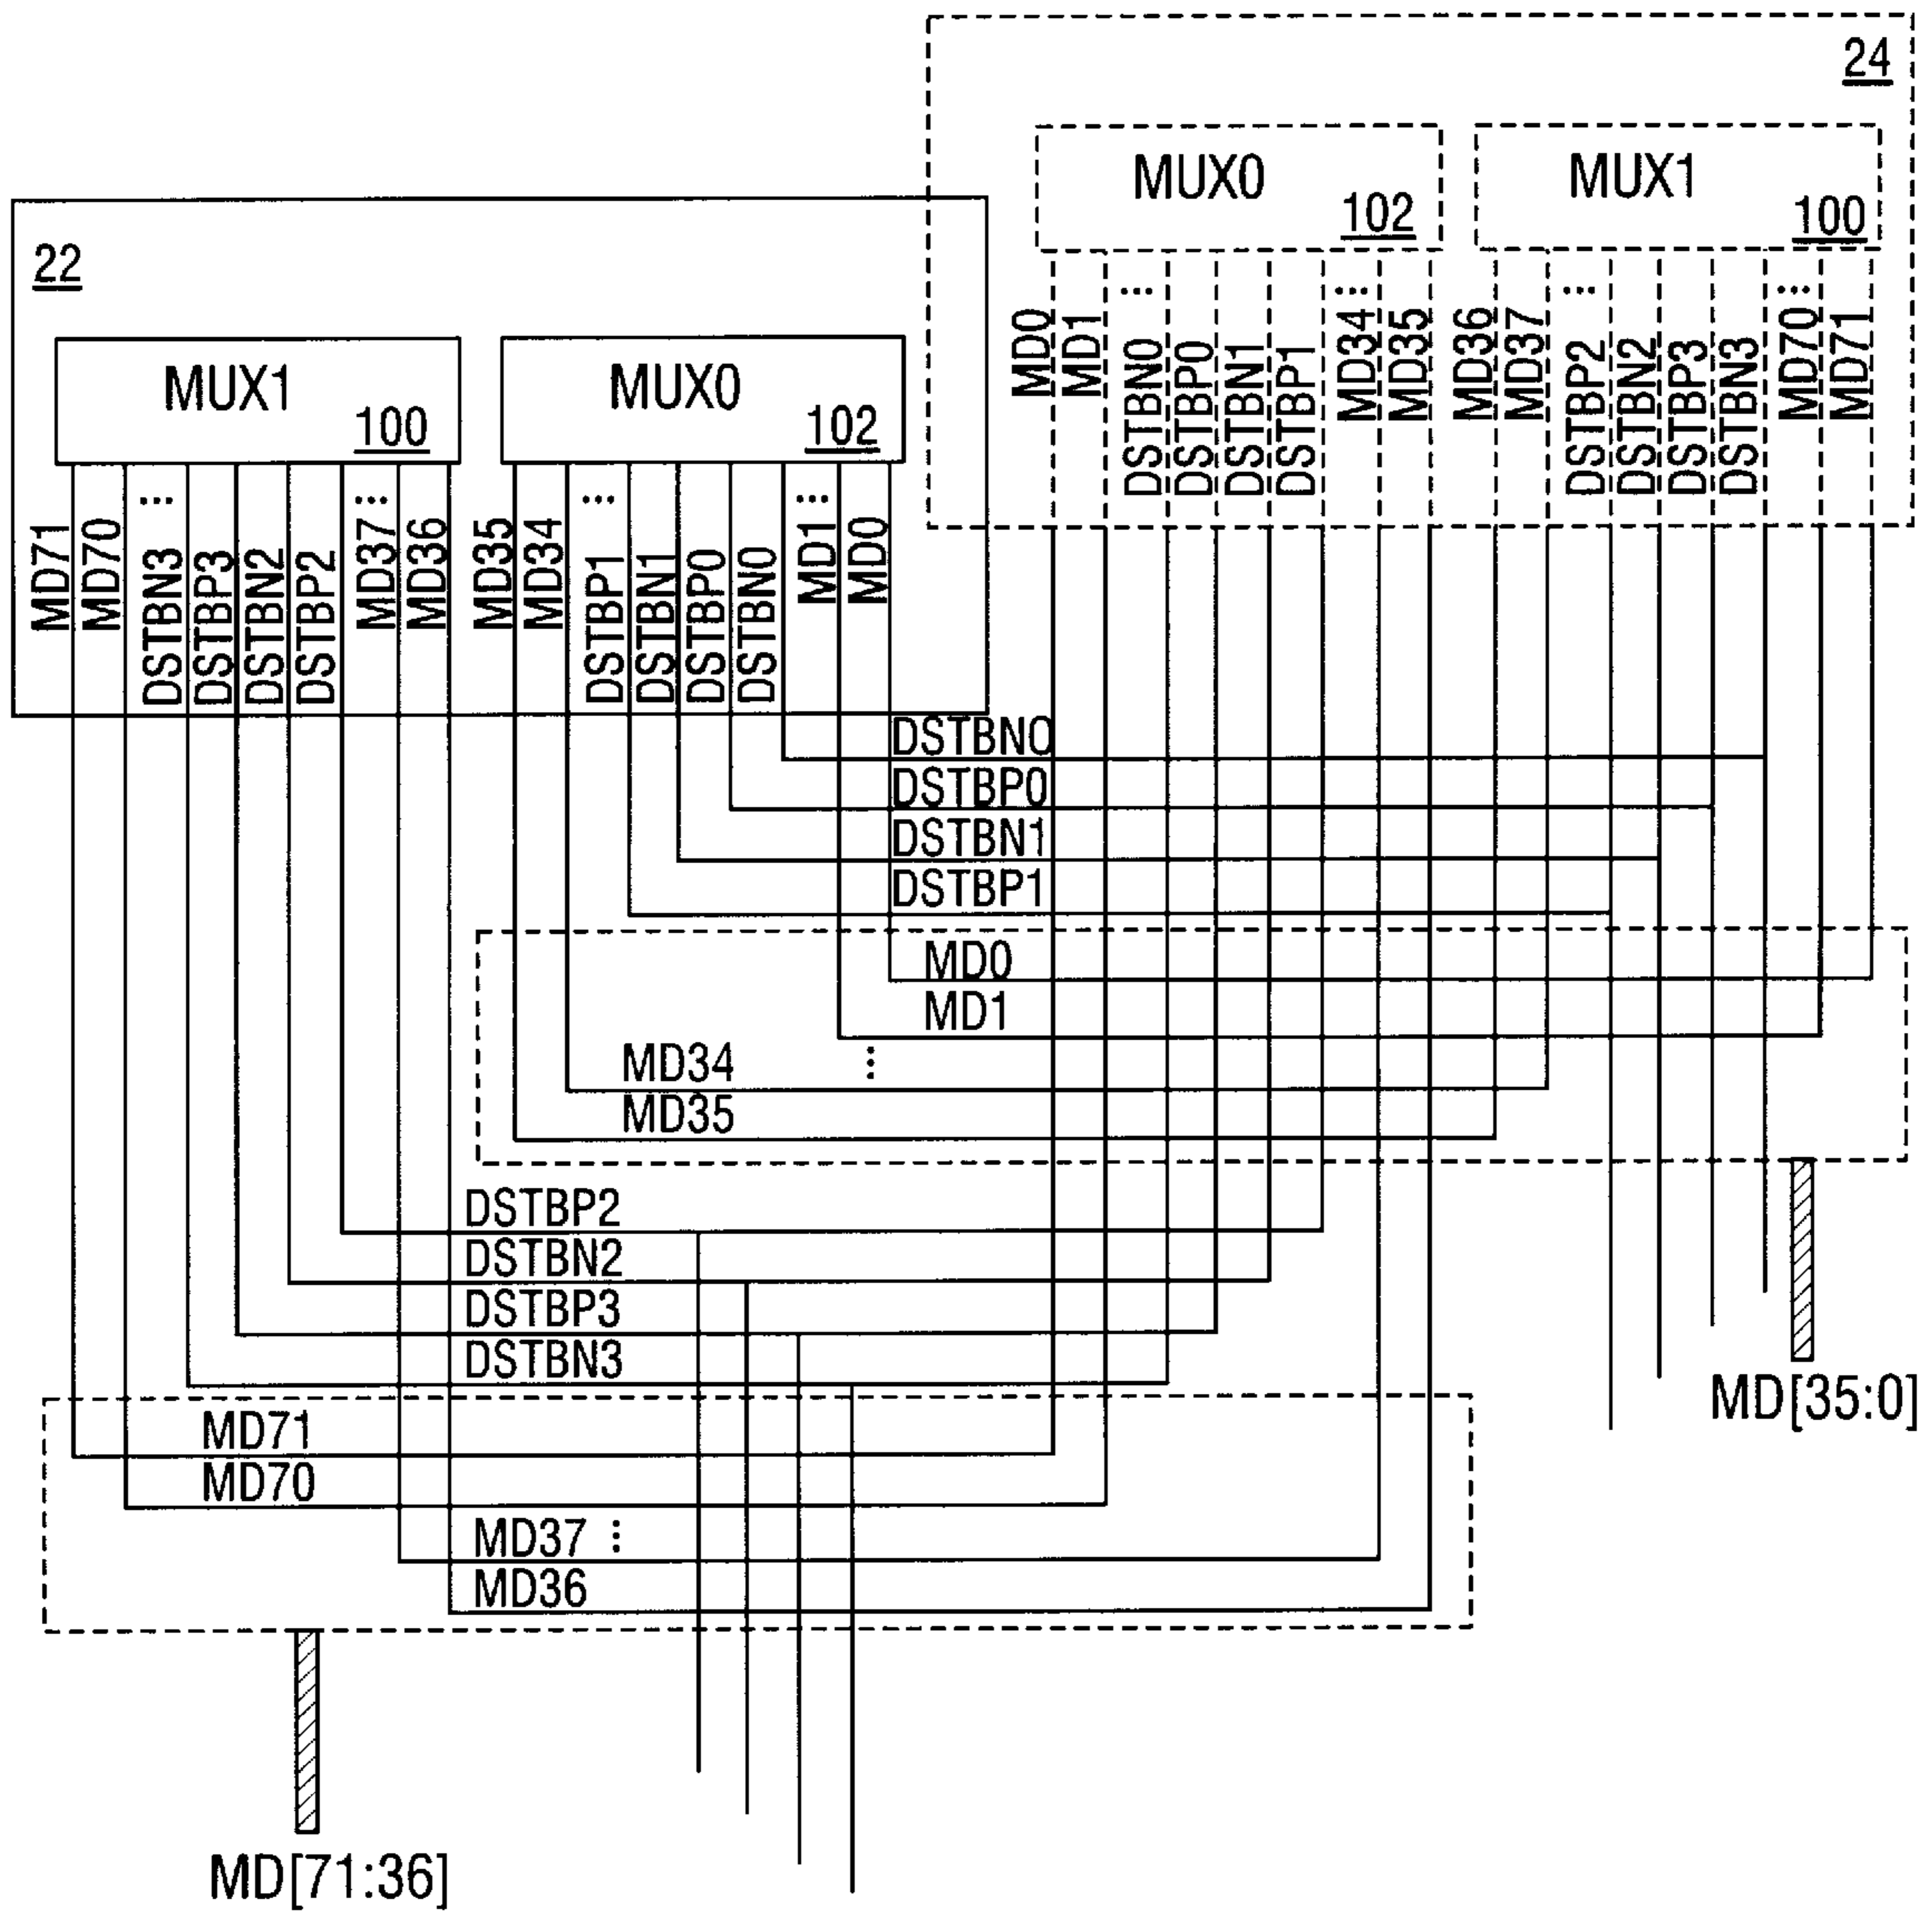 24
MUX0
102
MUX1
100
MD0
MD1
...
DSTBN0
DSTBP0
DSTBN1
DSTBP1
...
MD34
MD35
MD36
MD37
...
DSTBP2
DSTBN2
DSTBP3
DSTBN3
...
MD70
MD71
22
MUX1
100
MUX0
102
MD71
MD70
...
DSTBN3
DSTBP3
DSTBN2
DSTBP2
...
MD37
MD36
MD35
MD34
...
DSTBP1
DSTBN1
DSTBP0
DSTBN0
...
MD1
MD0
DSTBN0
DSTBP0
DSTBN1
DSTBP1
MD0
MD1
...
MD34
MD35
DSTBP2
DSTBN2
DSTBP3
DSTBN3
MD[35:0]
MD71
MD70
MD37 ...
MD36
MD[71:36]